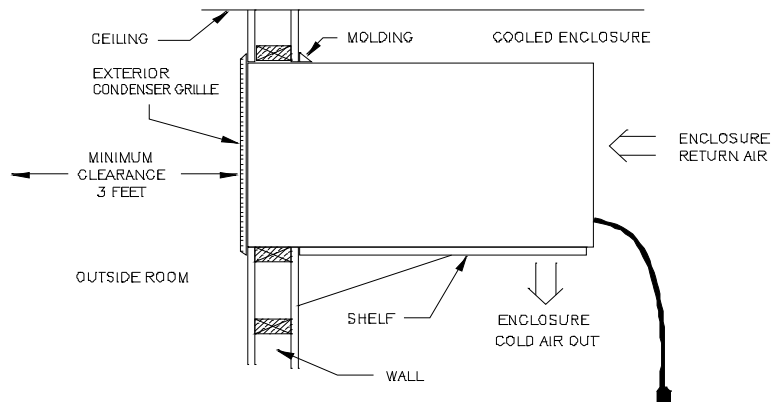 CEILING
MOLDING
COOLED ENCLOSURE
EXTERIOR
CONDENSER GRILLE
ENCLOSURE
RETURN AIR
MINIMUM
CLEARANCE
3 FEET
OUTSIDE ROOM
SHELF
ENCLOSURE
COLD AIR OUT
WALL